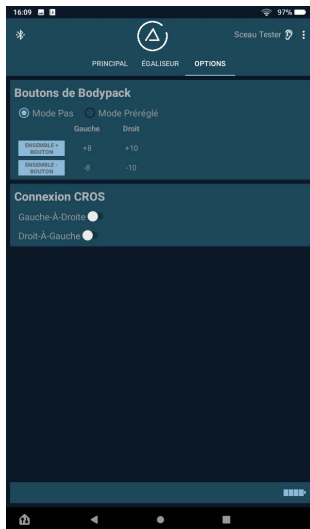 16:09 97%
Sceau Tester
PRINCIPAL ÉGALISEUR OPTIONS
Boutons de Bodypack
Mode Pas Mode Préréglé
Gauche Droit
ENSEMBLE + BOUTON +8 +10
ENSEMBLE - BOUTON -8 -10
Connexion CROS
Gauche-À-Droite
Droit-À-Gauche